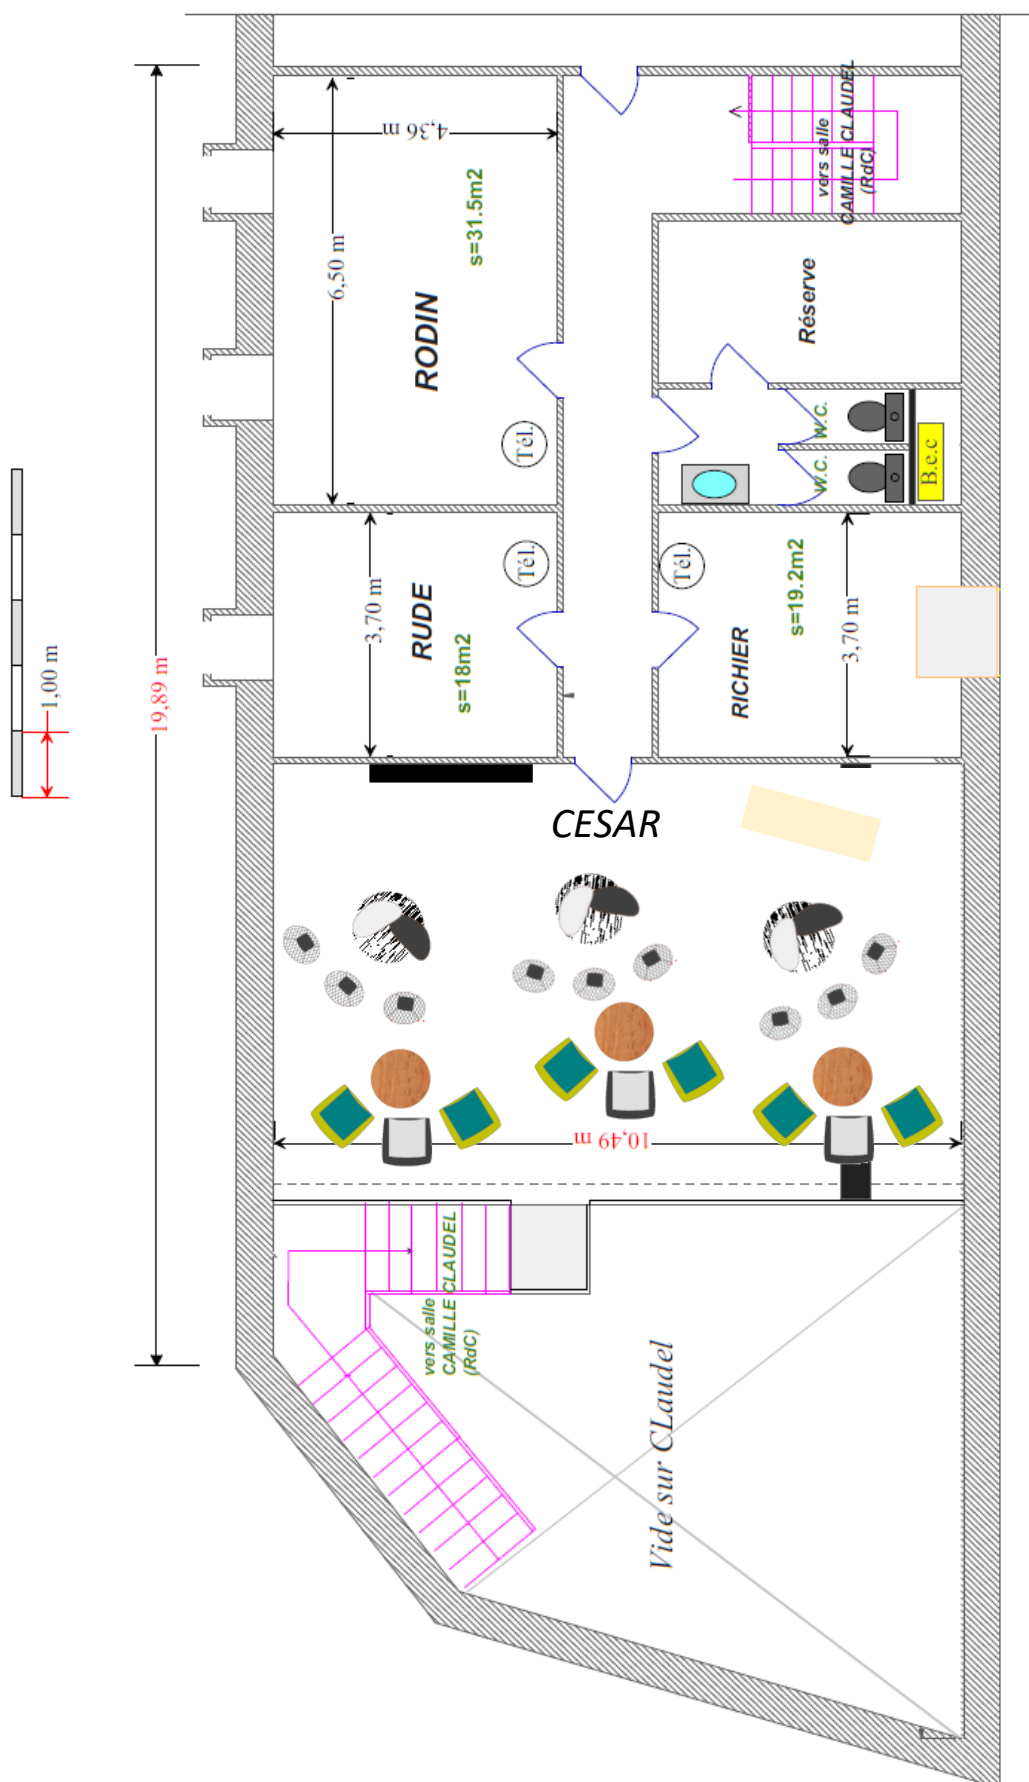 4,36 m
s=31.5m2
6,50 m
RODIN
Tél.
vers salle
CAMILLE CLAUDEL
(RdC)
Réserve
W.C.
W.C.
B.e.c
1,00 m
19,89 m
3,70 m
RUDE
s=18m2
Tél.
Tél.
RICHIER
s=19.2m2
3,70 m
CESAR
10,49 m
vers salle
CAMILLE CLAUDEL
(RdC)
Vide sur CLaudel